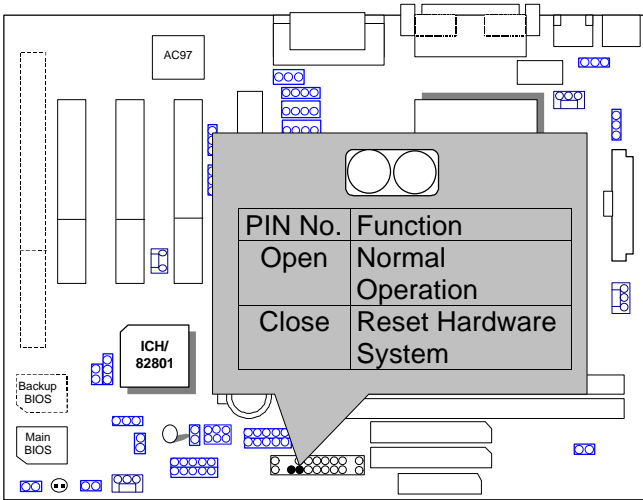 AC97
PIN No. Function
Open Normal
Operation
Close Reset Hardware
System
ICH/
82801
Backup
BIOS
Main
BIOS